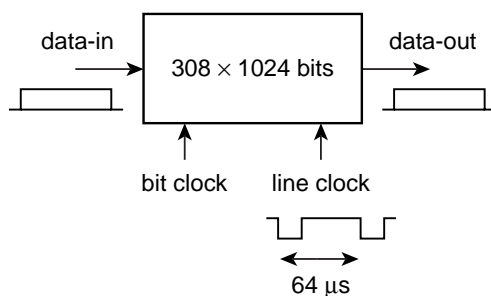 data-in
data-out
308 × 1024 bits
bit clock
line clock
64 μs